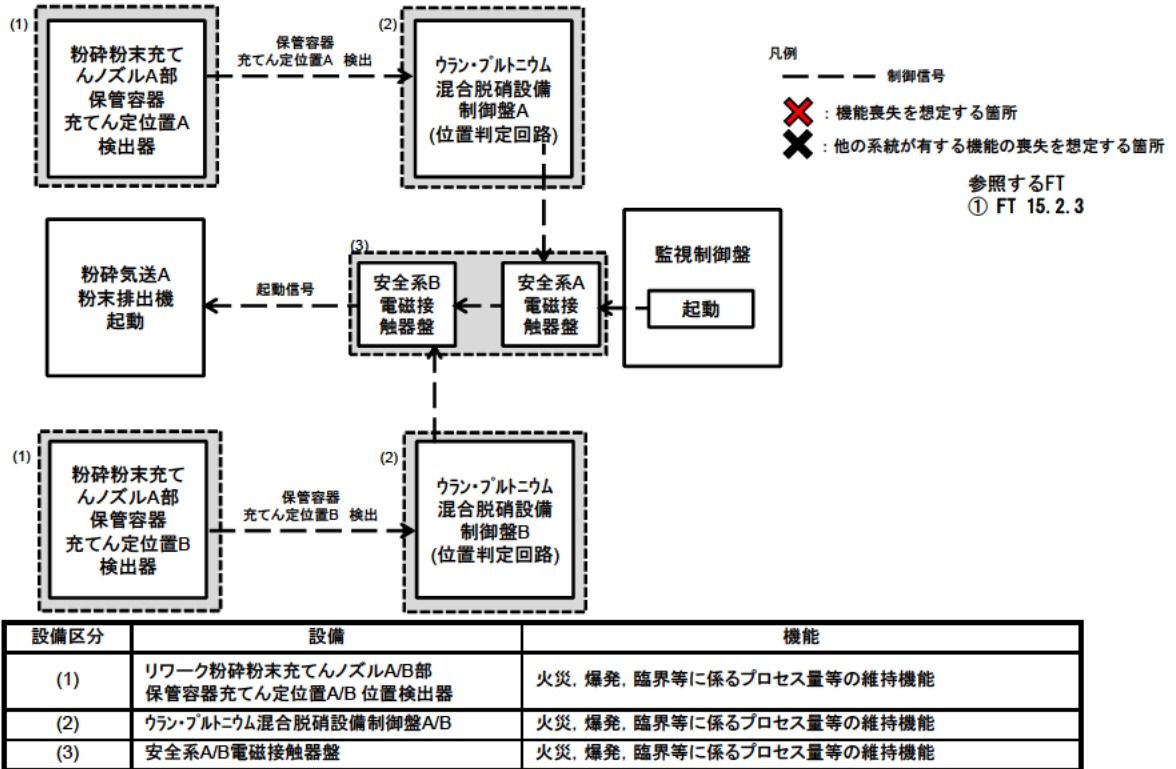 (1)
粉砕粉末充て
んノズルA部
保管容器
充てん定位置A
検出器
保管容器
充てん定位置A 検出
(2)
ウラン・プルトニウム
混合脱硝設備
制御盤A
(位置判定回路)
凡例
制御信号
：機能喪失を想定する箇所
：他の系統が有する機能の喪失を想定する箇所
参照するFT
① FT 15.2.3
粉砕気送A
粉末排出機
起動
起動信号
(3)
安全系B
電磁接
触器盤
安全系A
電磁接
触器盤
監視制御盤
起動
(1)
粉砕粉末充て
んノズルA部
保管容器
充てん定位置B
検出器
保管容器
充てん定位置B 検出
(2)
ウラン・プルトニウム
混合脱硝設備
制御盤B
(位置判定回路)
設備区分 設備 機能
(1) リワーク粉砕粉末充てんノズルA/B部
保管容器充てん定位置A/B 位置検出器 火災, 爆発, 臨界等に係るプロセス量等の維持機能
(2) ウラン・プルトニウム混合脱硝設備制御盤A/B 火災, 爆発, 臨界等に係るプロセス量等の維持機能
(3) 安全系A/B電磁接触器盤 火災, 爆発, 臨界等に係るプロセス量等の維持機能